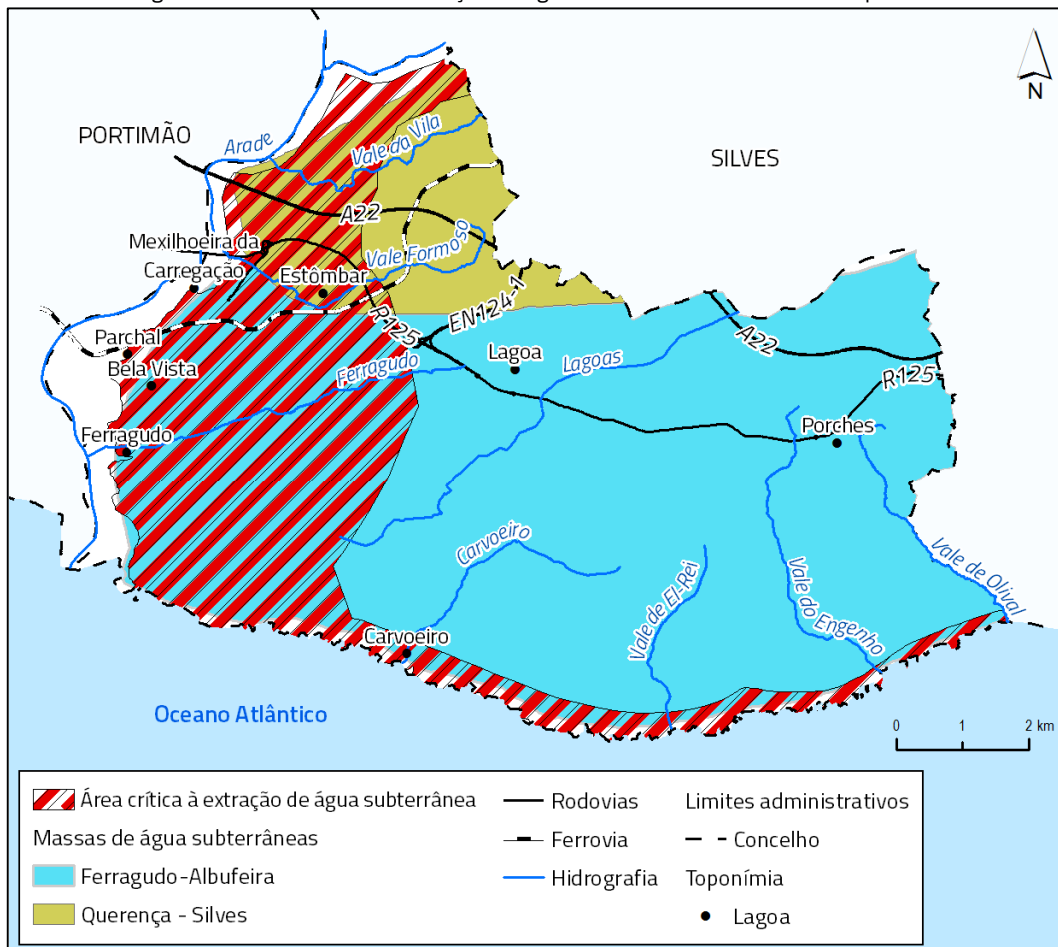 N
PORTIMÃO
Arade
Vale da Vila
SILVES
A22
Mexilhoeira da
Carregação
Vale Formoso
Estômbar
R125
EN124-1
Parchal
Bela Vista
Ferragudo
Lagoa
Lagoas
A22
R125
Ferragudo
Porches
Carvoeiro
Vale de El-Rei
Vale do Engenho
Vale de Olival
Carvoeiro
Oceano Atlântico
0 1 2 km
Área crítica à extração de água subterrânea
Massas de água subterrâneas
Ferragudo-Albufeira
Querença - Silves
Rodovias
Ferrovia
Hidrografia
Limites administrativos
Concelho
Toponímia
Lagoa